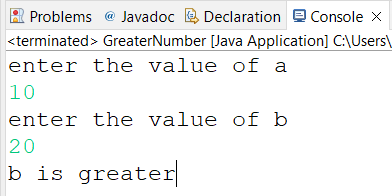 Problems @ Javadoc Declaration Console ×
<terminated> GreaterNumber [Java Application] C:\Users\
enter the value of a
10
enter the value of b
20
b is greater